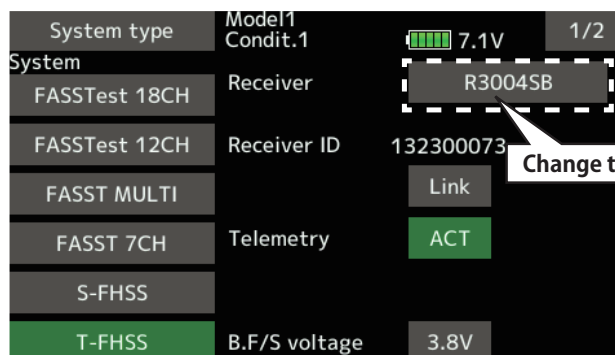 System type
Model1
Condit.1
7.1V
1/2
System
FASSTest 18CH
Receiver
R3004SB
FASSTest 12CH
Receiver ID
132300073
Change t
FASST MULTI
Link
FASST 7CH
Telemetry
ACT
S-FHSS
T-FHSS
B.F/S voltage
3.8V